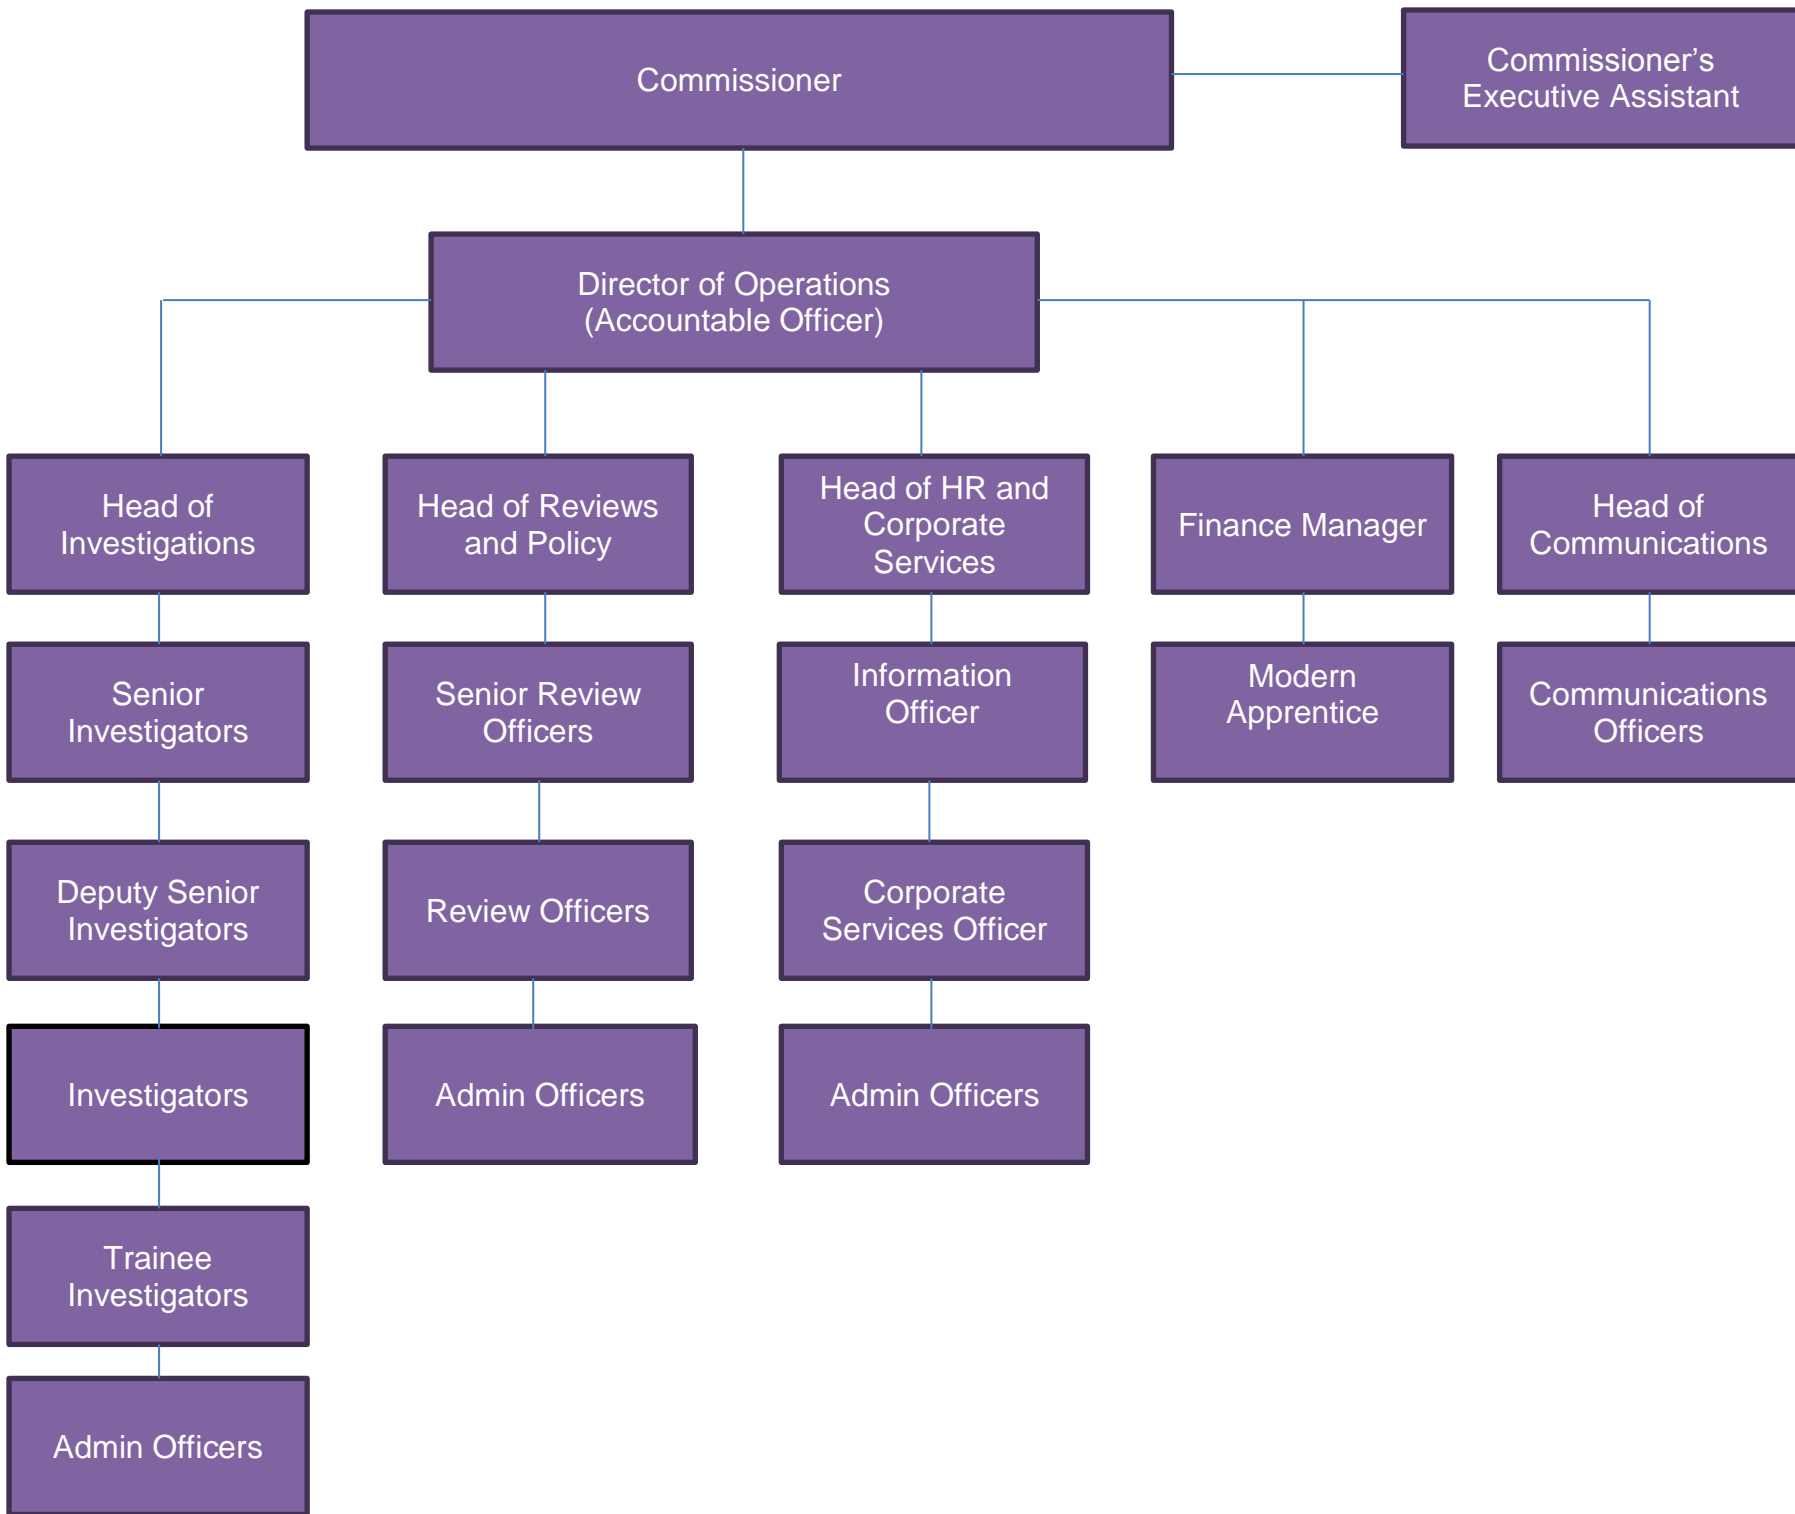 Commissioner
Commissioner’s
Executive Assistant
Director of Operations
(Accountable Officer)
Head of
Investigations
Head of Reviews
and Policy
Head of HR and
Corporate
Services
Finance Manager
Head of
Communications
Senior
Investigators
Senior Review
Officers
Information
Officer
Modern
Apprentice
Communications
Officers
Deputy Senior
Investigators
Review Officers
Corporate
Services Officer
Investigators
Admin Officers
Admin Officers
Trainee
Investigators
Admin Officers